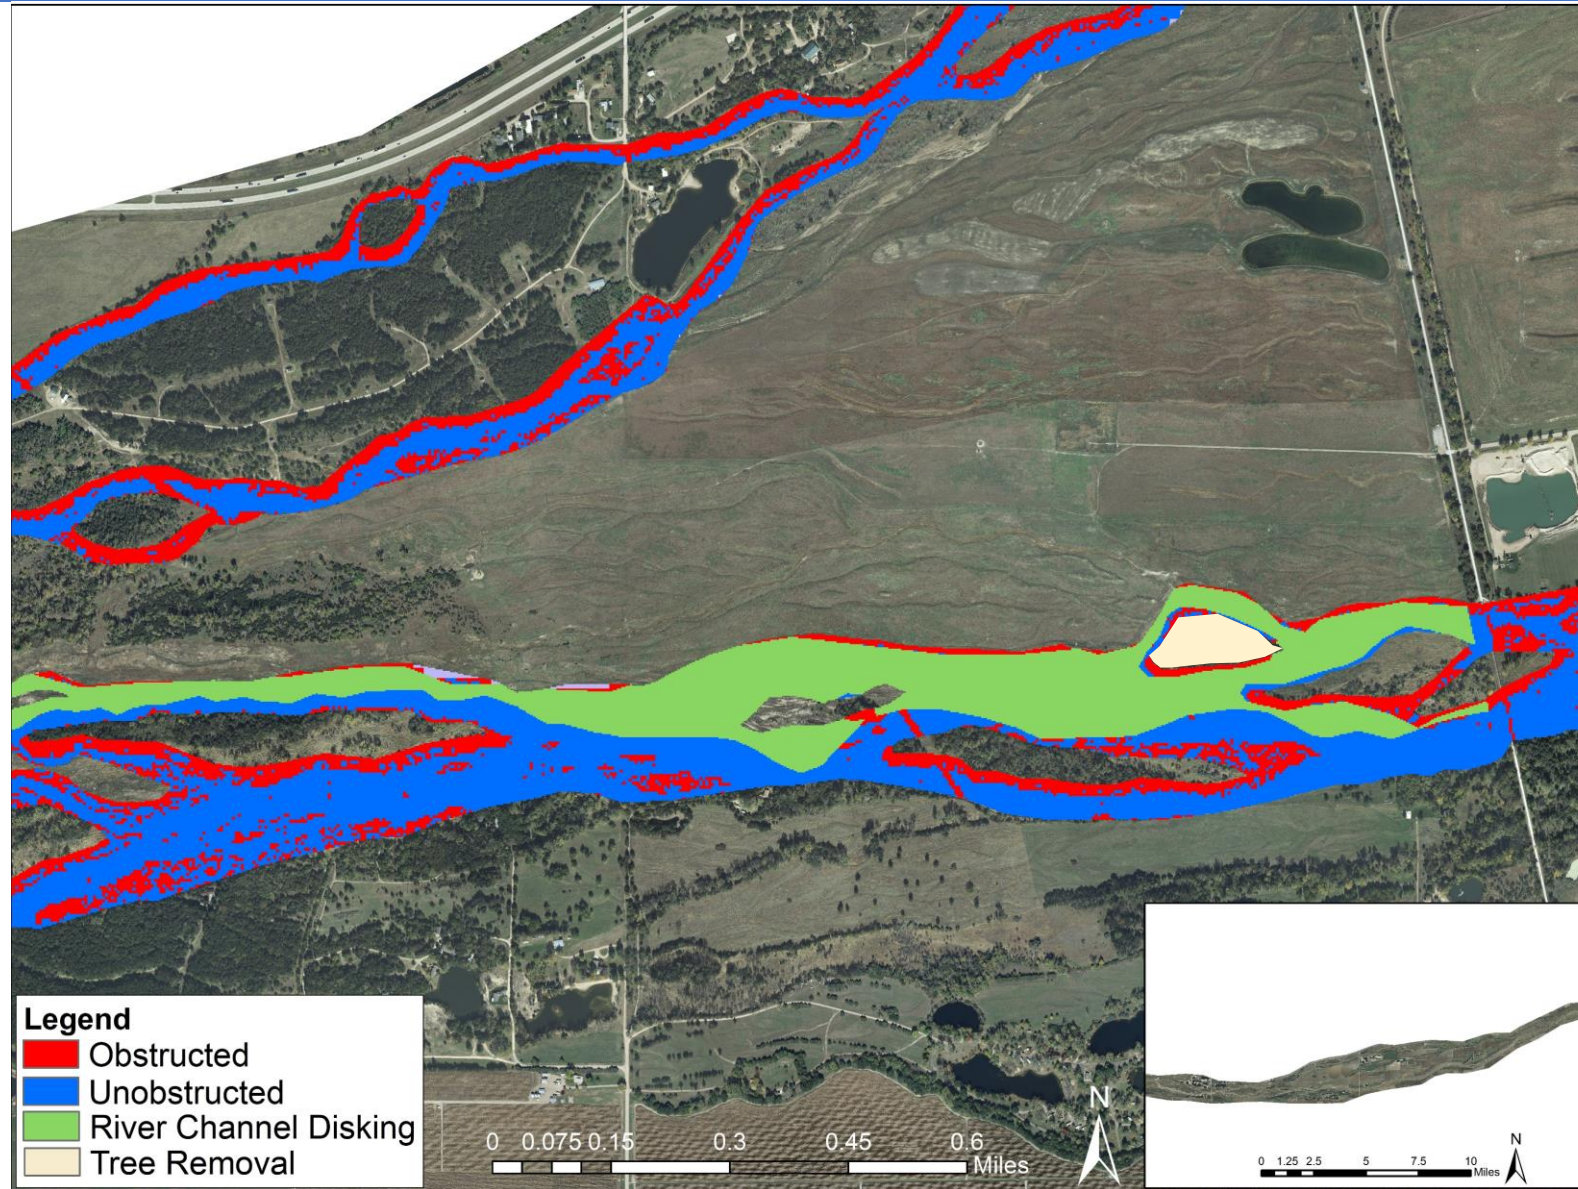 Legend
Obstructed
Unobstructed
River Channel Disking
Tree Removal
0 0.075 0.15 0.3 0.45 0.6
Miles
N
N
0 1.25 2.5 5 7.5 10
Miles